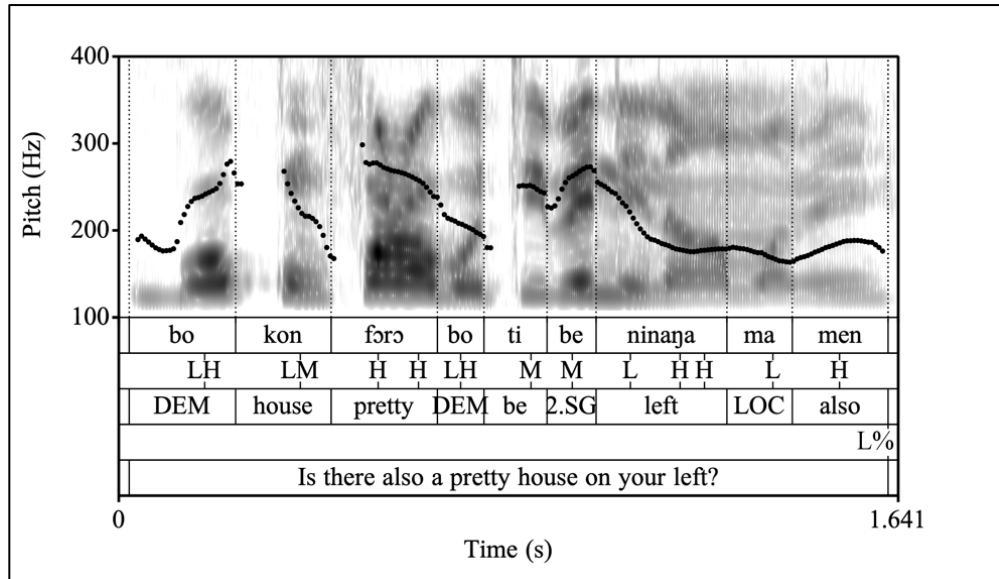 400
300
200
100
Pitch (Hz)
bo kon fɔrɔ bo ti be ninaŋa ma men
LH LM H H LH M M L H H L H
DEM house pretty DEM be 2.SG left LOC also
L%
Is there also a pretty house on your left?
0 1.641
Time (s)